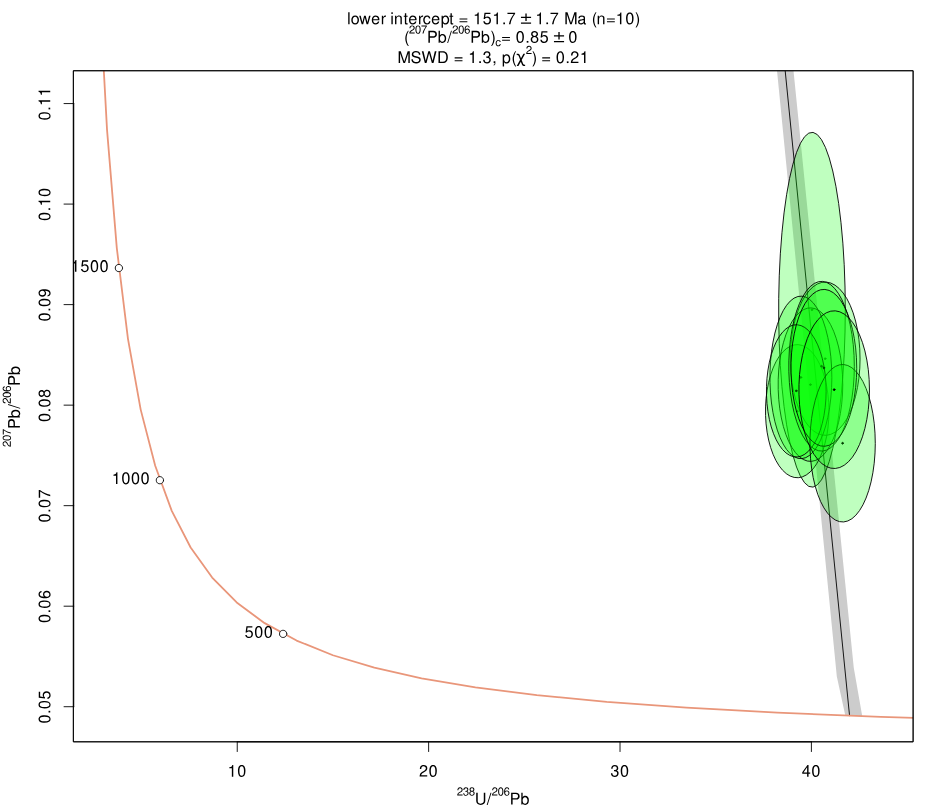 lower intercept = 151.7 ± 1.7 Ma (n=10)
(²⁰⁷Pb/²⁰⁶Pb)c= 0.85 ± 0
MSWD = 1.3, p(χ²) = 0.21
0.11
0.10
0.09
0.08
0.07
0.06
0.05
²⁰⁷Pb/²⁰⁶Pb
1500
1000
500
10 20 30 40
²³⁸U/²⁰⁶Pb